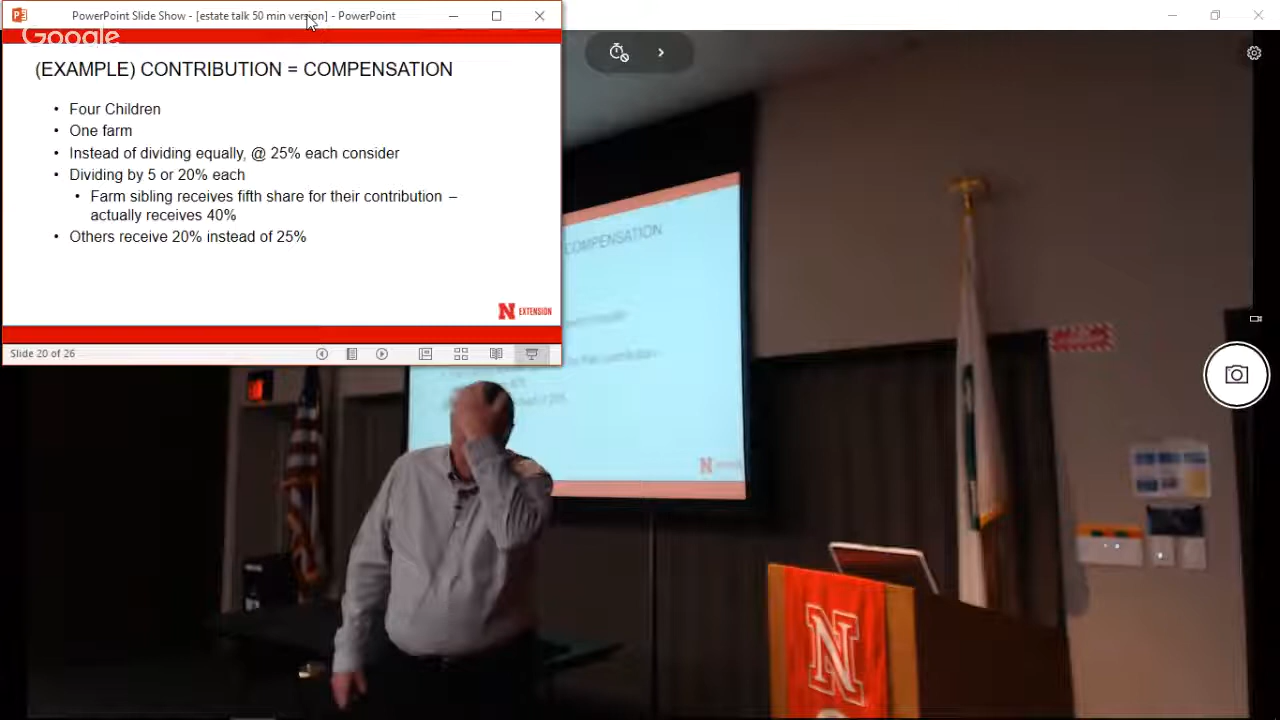 PowerPoint Slide Show - [estate talk 50 min version] - PowerPoint
Google
(EXAMPLE) CONTRIBUTION = COMPENSATION
• Four Children
• One farm
• Instead of dividing equally, @ 25% each consider
• Dividing by 5 or 20% each
• Farm sibling receives fifth share for their contribution –
actually receives 40%
• Others receive 20% instead of 25%
N EXTENSION
Slide 20 of 26
COMPENSATION
N
N